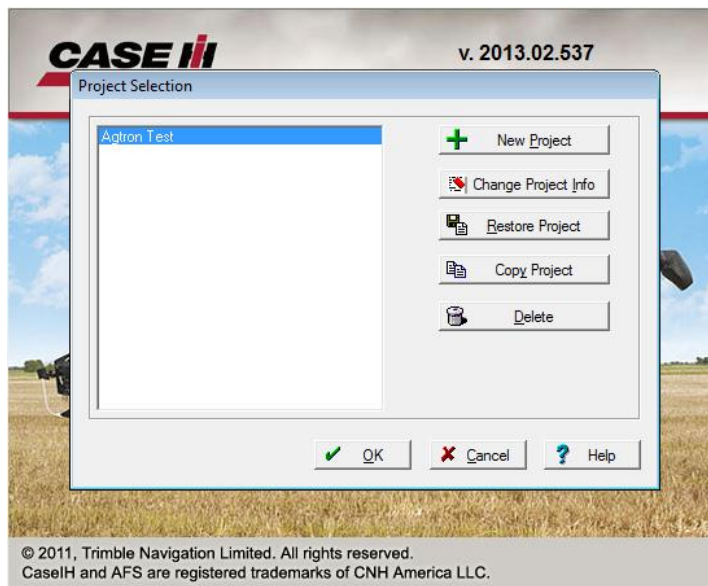 CASE IH
v. 2013.02.537
Project Selection
Agtron Test
New Project
Change Project Info
Restore Project
Copy Project
Delete
OK
Cancel
Help
© 2011, Trimble Navigation Limited. All rights reserved.
CaseIH and AFS are registered trademarks of CNH America LLC.